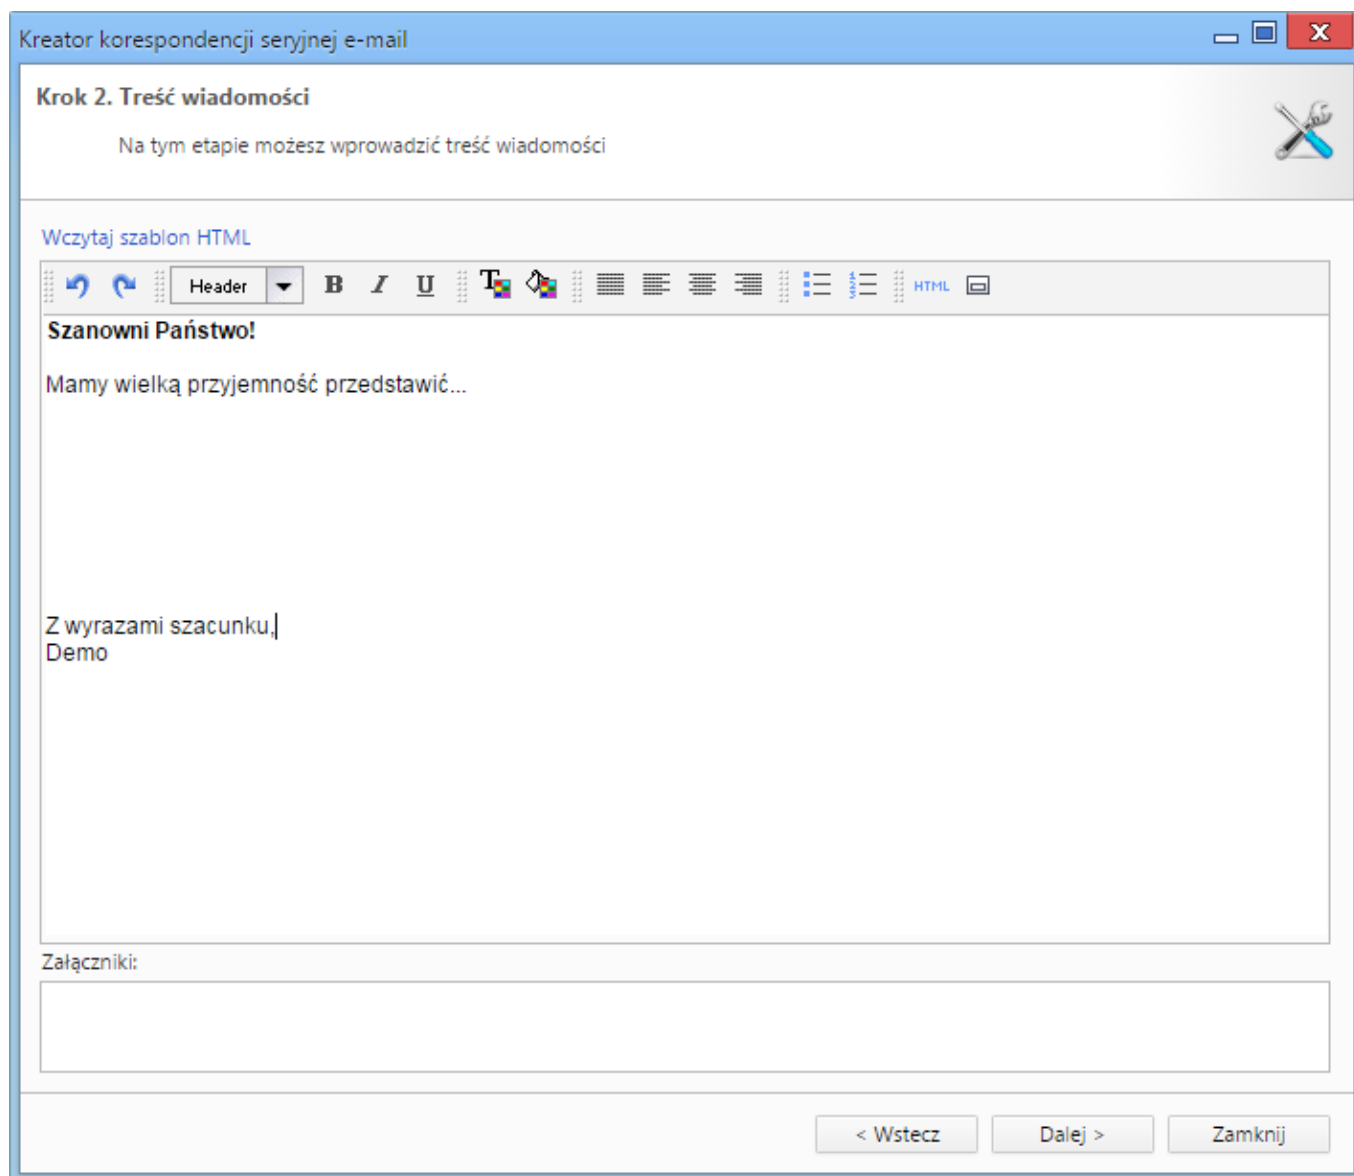 Kreator korespondencji seryjnej e-mail
Krok 2. Treść wiadomości
Na tym etapie możesz wprowadzić treść wiadomości
Wczytaj szablon HTML
Header B I U T HTML
Szanowni Państwo!
Mamy wielką przyjemność przedstawić...
Z wyrazami szacunku,
Demo
Załączniki:
< Wstecz Dalej > Zamknij